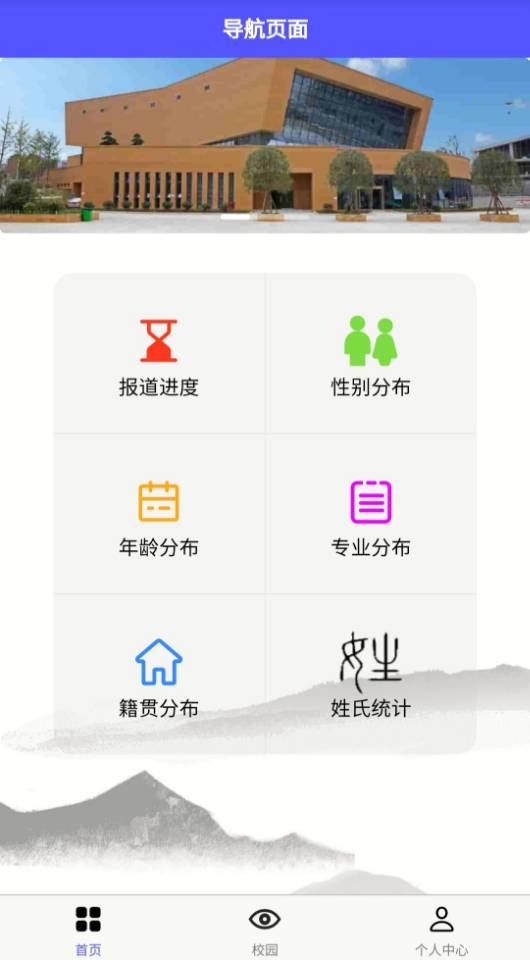 导航页面
报道进度
性别分布
年龄分布
专业分布
姓
籍贯分布
姓氏统计
首页
校园
个人中心